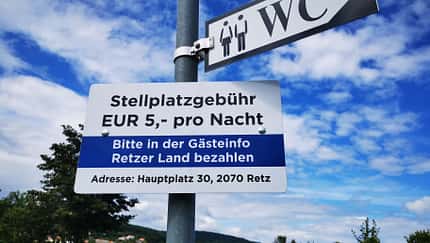 WC
Stellplatzgebühr
EUR 5,- pro Nacht
Bitte in der Gästeinfo
Retzer Land bezahlen
Adresse: Hauptplatz 30, 2070 Retz